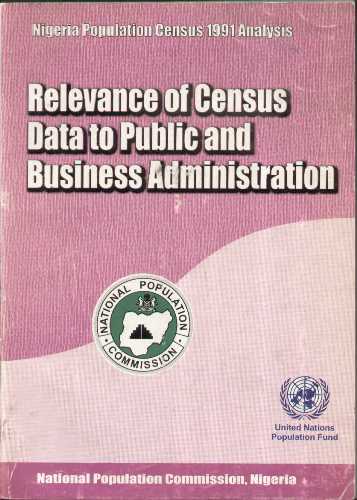 Nigeria Population Census 1991 Analysis
Relevance of Census
Data to Public and
Business Administration
NATIONAL POPULATION
COMMISSION
United Nations
Population Fund
National Population Commission, Nigeria